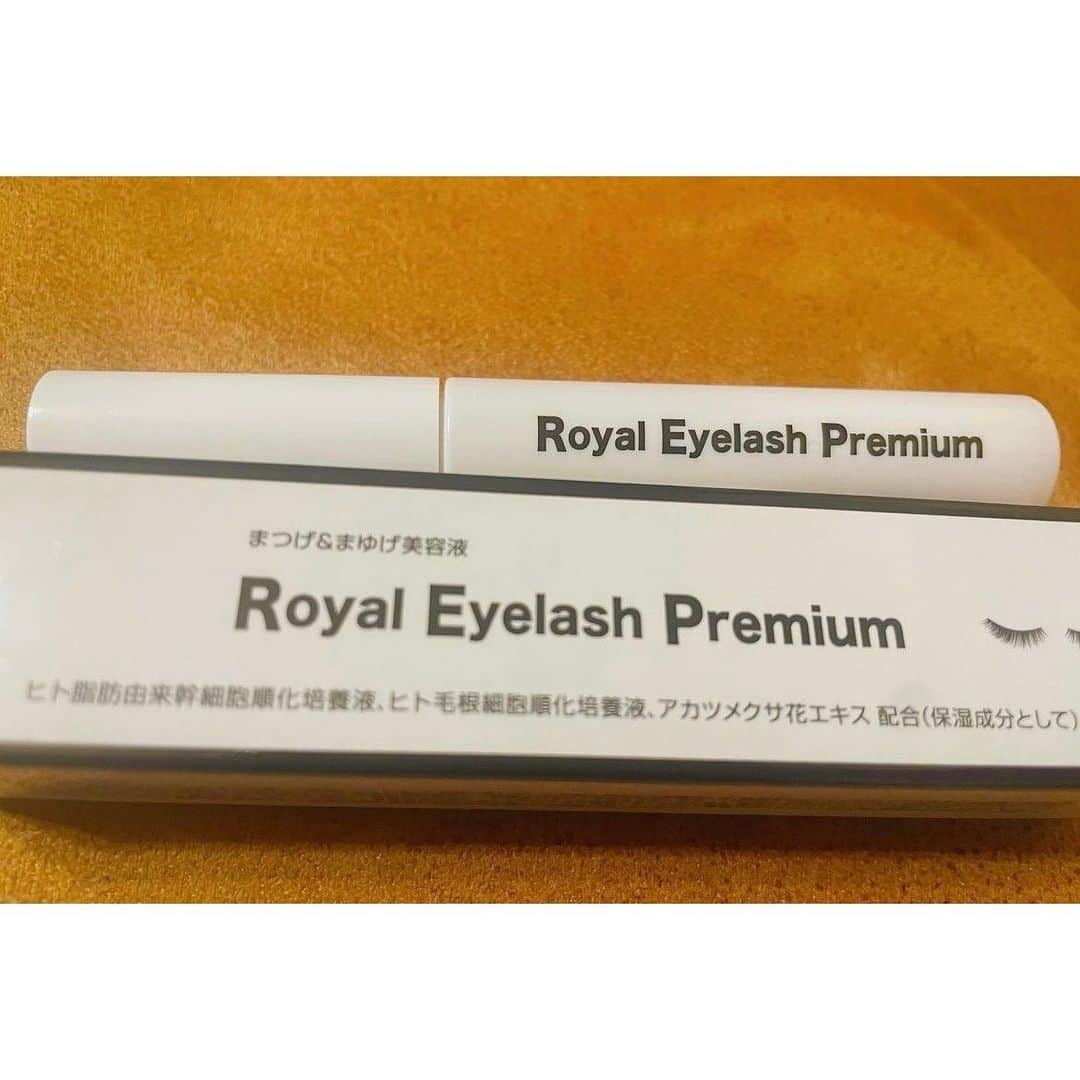 Royal Eyelash Premium
まつげ&まゆげ美容液
Royal Eyelash Premium
ヒト脂肪由来幹細胞順化培養液、ヒト毛根細胞順化培養液、アカツメクサ花エキス 配合(保湿成分として)